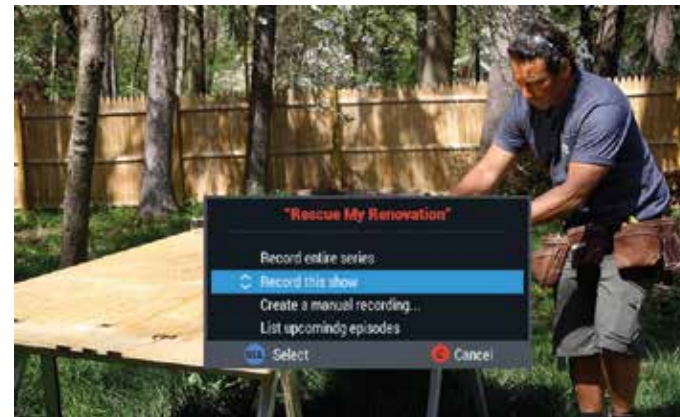 "Rescue My Renovation"
Record entire series
Record this show
Create a manual recording...
List upcomindg episodes
Select
Cancel